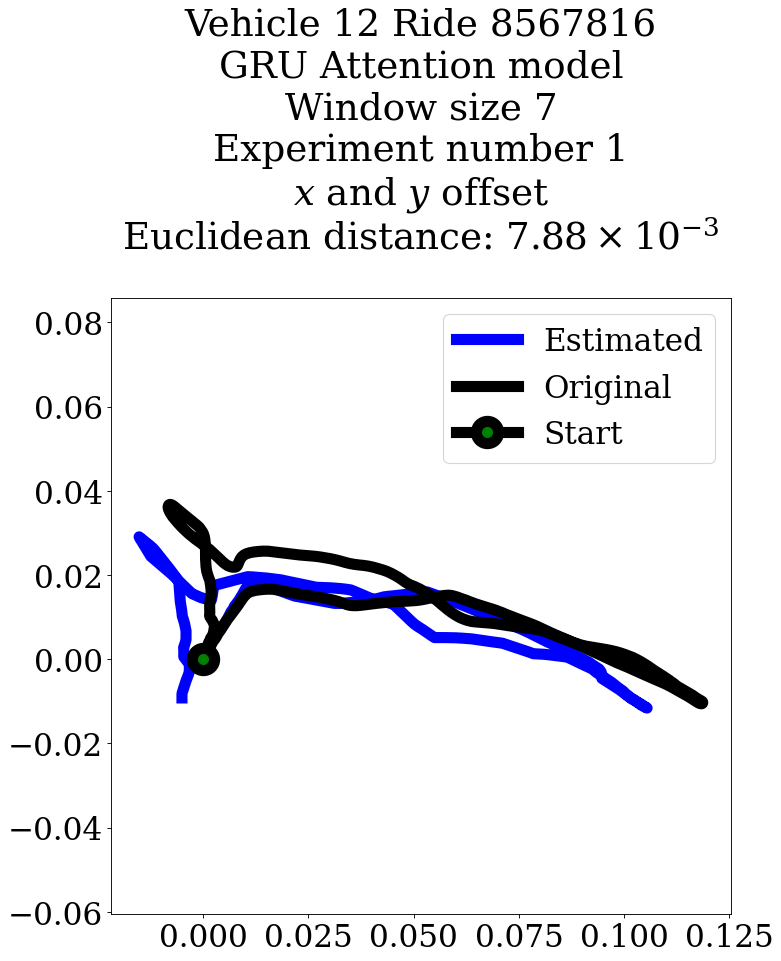 Vehicle 12 Ride 8567816
GRU Attention model
Window size 7
Experiment number 1
x and y offset
Euclidean distance: 7.88 × 10⁻³
Estimated
Original
Start
0.08
0.06
0.04
0.02
0.00
−0.02
−0.04
−0.06
0.000 0.025 0.050 0.075 0.100 0.125